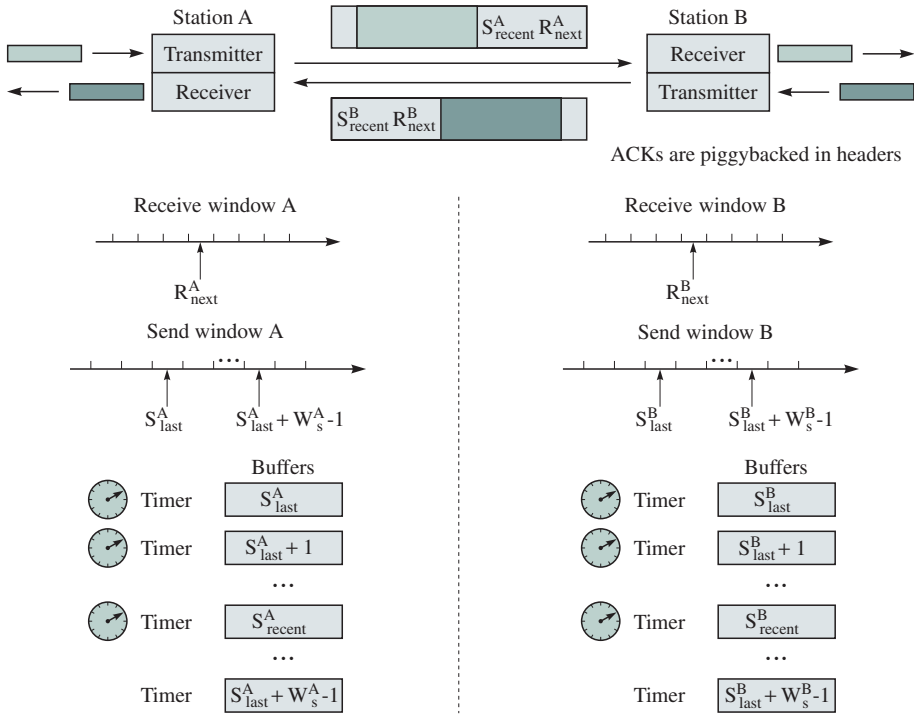 Station A
Transmitter
Receiver
S^A_recent R^A_next
S^B_recent R^B_next
Station B
Receiver
Transmitter
ACKs are piggybacked in headers
Receive window A
R^A_next
Send window A
...
S^A_last
S^A_last + W^A_s -1
Buffers
Timer S^A_last
Timer S^A_last + 1
...
Timer S^A_recent
...
Timer S^A_last + W^A_s -1
Receive window B
R^B_next
Send window B
...
S^B_last
S^B_last + W^B_s -1
Buffers
Timer S^B_last
Timer S^B_last + 1
...
Timer S^B_recent
...
Timer S^B_last + W^B_s -1